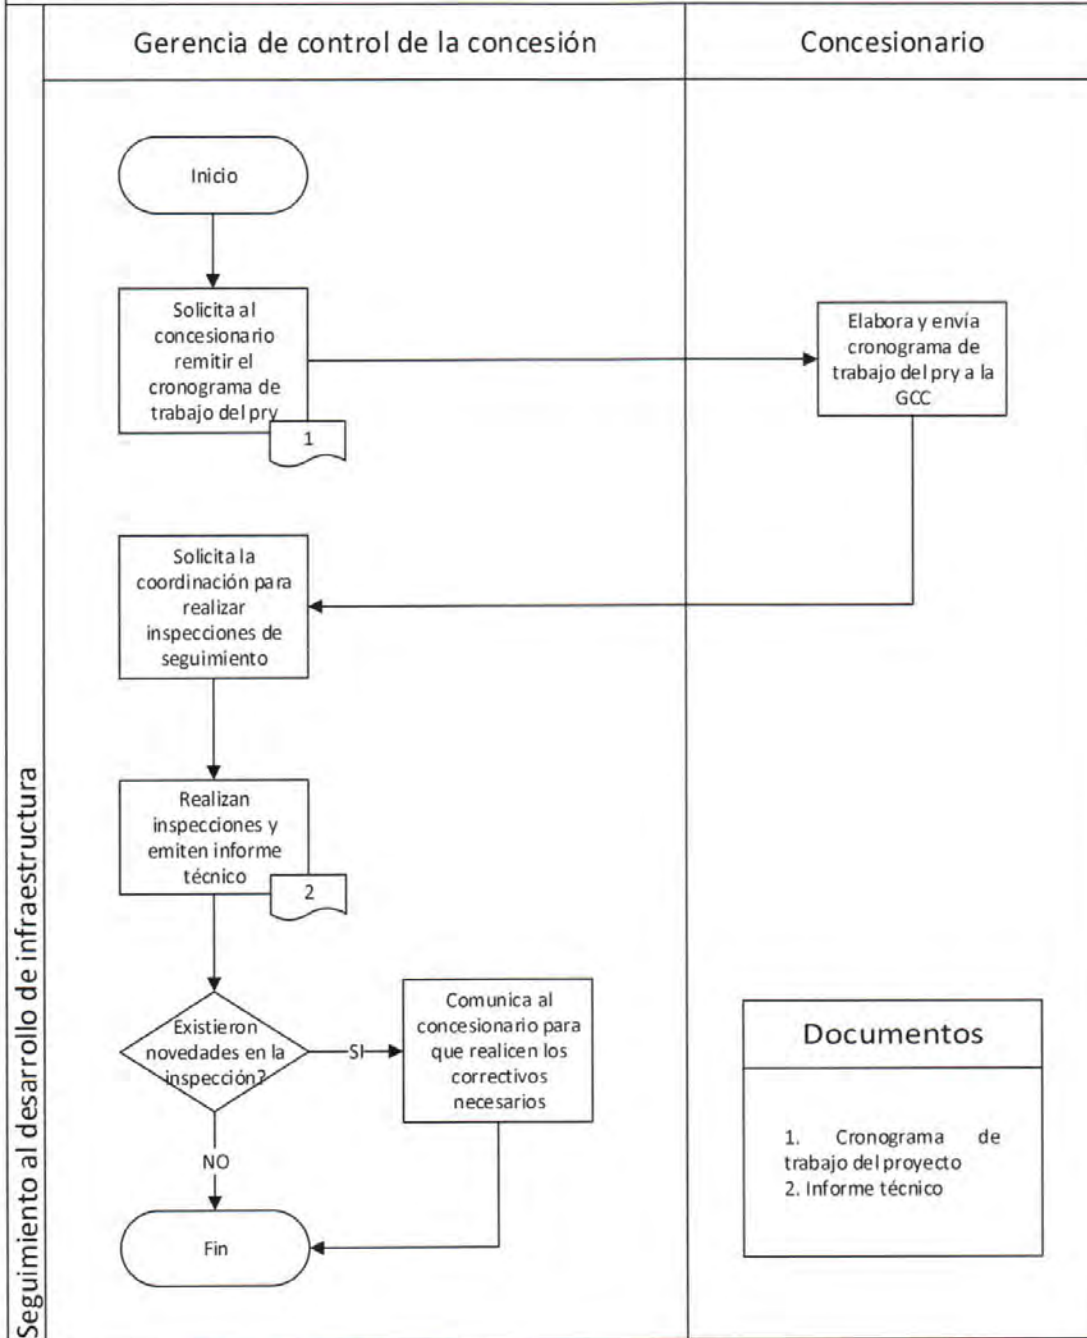 Gerencia de control de la concesión
Concesionario
Seguimiento al desarrollo de infraestructura
Inicio
Solicita al
concesionario
remitir el
cronograma de
trabajo del pry
1
Elabora y envía
cronograma de
trabajo del pry a la
GCC
Solicita la
coordinación para
realizar
inspecciones de
seguimiento
Realizan
inspecciones y
emiten informe
técnico
2
Existieron
novedades en la
inspección?
SI
Comunica al
concesionario para
que realicen los
correctivos
necesarios
NO
Fin
Documentos
1. Cronograma de
trabajo del proyecto
2. Informe técnico